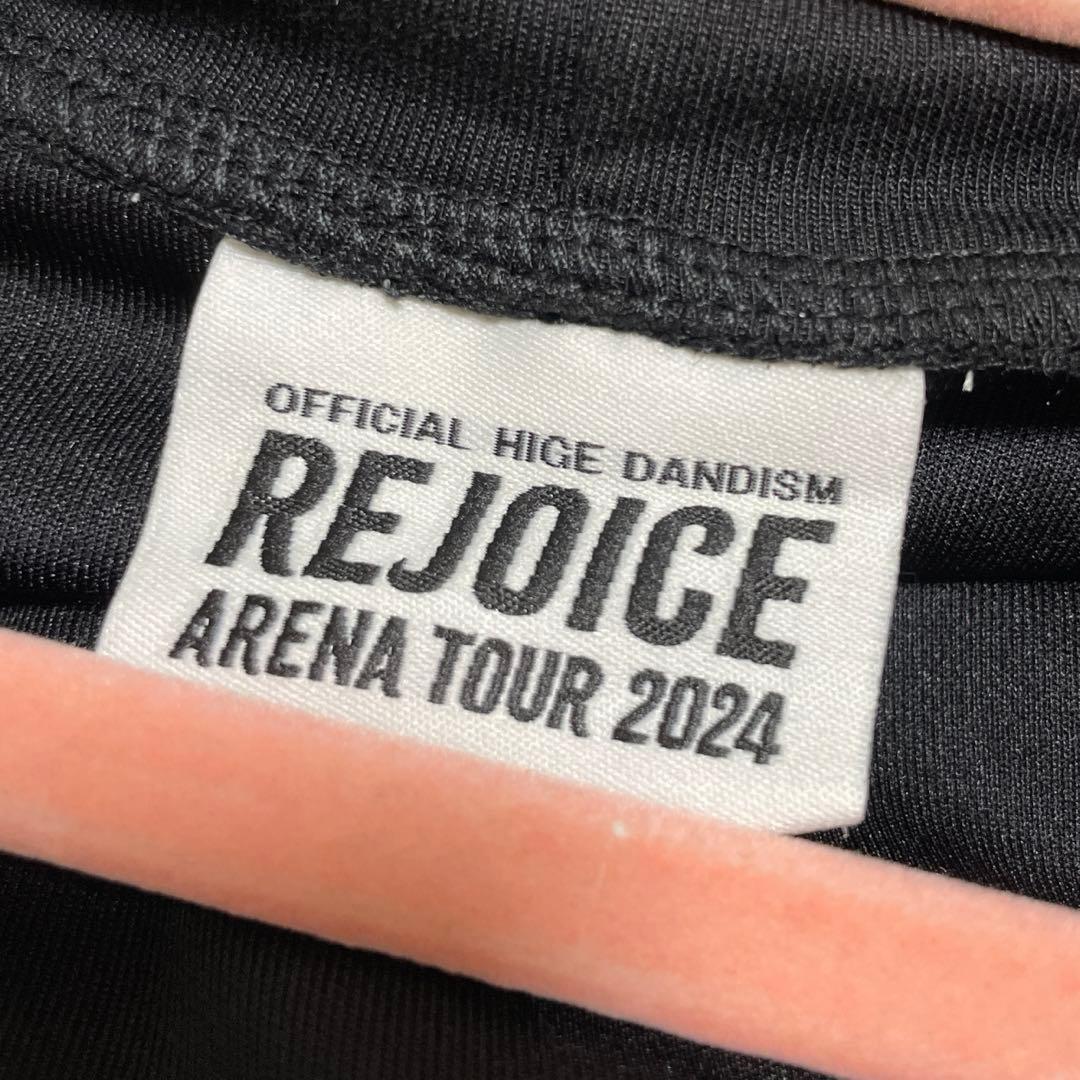 OFFICIAL HIGE DANDISM
REJOICE
ARENA TOUR 2024